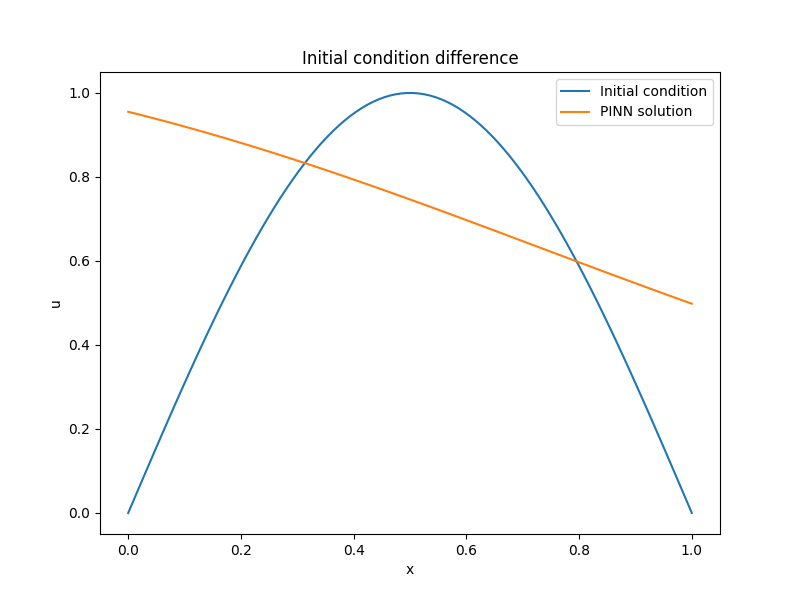 Initial condition difference
Initial condition
PINN solution
1.0
0.8
0.6
0.4
0.2
0.0
u
0.0 0.2 0.4 0.6 0.8 1.0
x